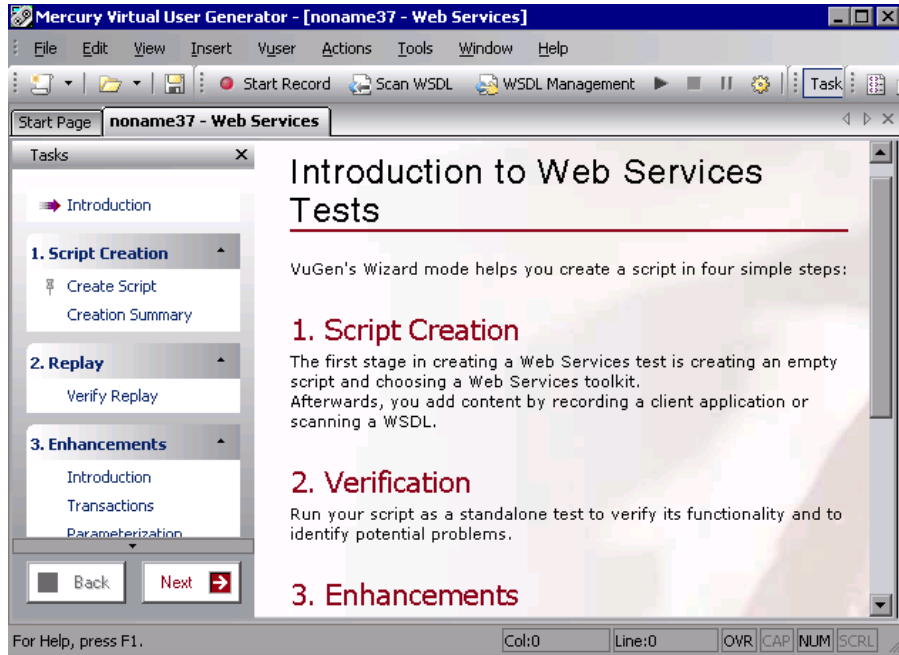 Mercury Virtual User Generator - [noname37 - Web Services]
File Edit View Insert Vuser Actions Tools Window Help
Start Record Scan WSDL WSDL Management Task
Start Page noname37 - Web Services
Tasks
Introduction
1. Script Creation
Create Script
Creation Summary
2. Replay
Verify Replay
3. Enhancements
Introduction
Transactions
Parameterization
Back Next
Introduction to Web Services
Tests
VuGen's Wizard mode helps you create a script in four simple steps:
1. Script Creation
The first stage in creating a Web Services test is creating an empty
script and choosing a Web Services toolkit.
Afterwards, you add content by recording a client application or
scanning a WSDL.
2. Verification
Run your script as a standalone test to verify its functionality and to
identify potential problems.
3. Enhancements
For Help, press F1. Col:0 Line:0 OVR CAP NUM SCRL